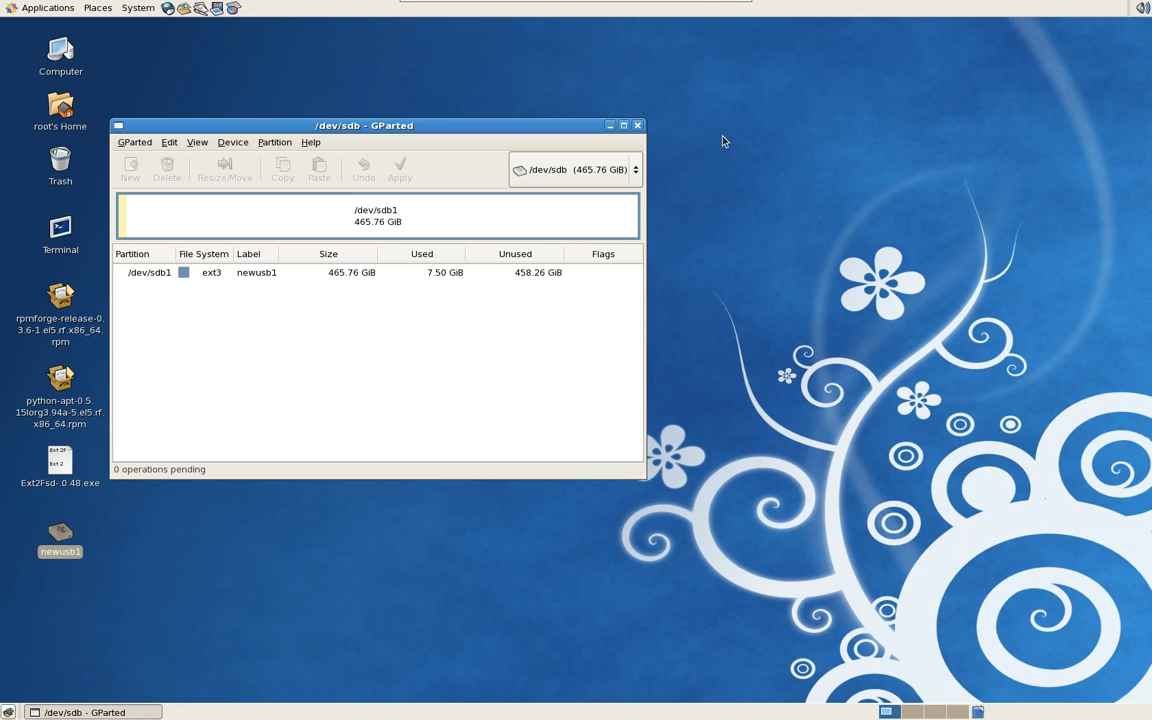 Applications Places System
Computer
root's Home
Trash
Terminal
rpmforge-release-0.
3.6-1.el5.rf.x86_64.
rpm
python-apt-0.5.
15lorg3.94a-5.el5.rf.
x86_64.rpm
Ext 2F
Ext 2
Ext2Fsd-.0.48.exe
newusb1
/dev/sdb - GParted
GParted Edit View Device Partition Help
New Delete Resize/Move Copy Paste Undo Apply
/dev/sdb (465.76 GiB)
/dev/sdb1
465.76 GiB
Partition File System Label Size Used Unused Flags
/dev/sdb1 ext3 newusb1 465.76 GiB 7.50 GiB 458.26 GiB
0 operations pending
/dev/sdb - GParted